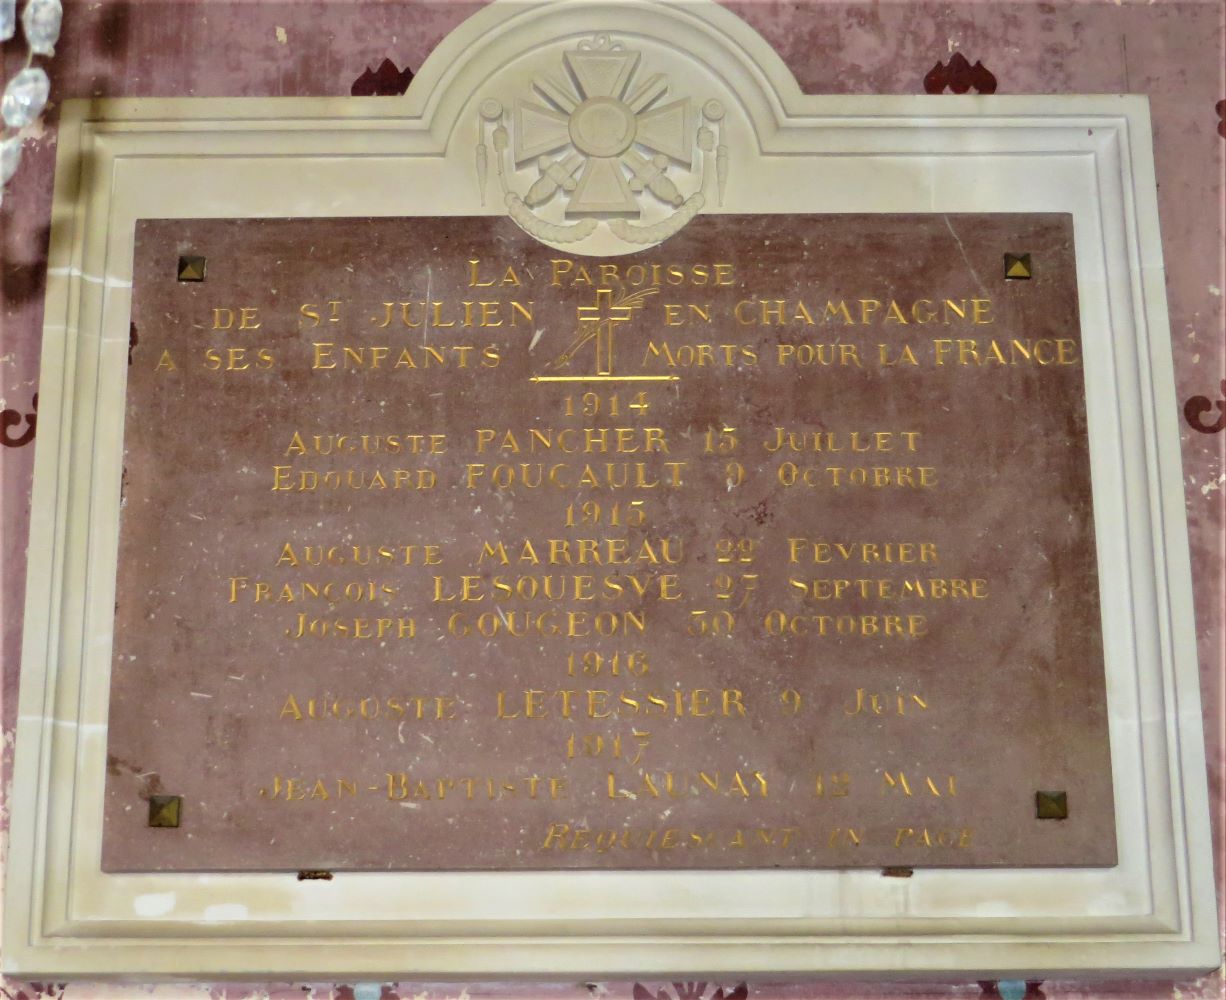 LA PAROISSE
DE ST JULIEN EN CHAMPAGNE
A SES ENFANTS MORTS POUR LA FRANCE
1914
AUGUSTE PANCHER 15 JUILLET
EDOUARD FOUCAULT 9 OCTOBRE
1915
AUGUSTE MARREAU 22 FEVRIER
FRANÇOIS LESOUESVE 27 SEPTEMBRE
JOSEPH GOUGEON 30 OCTOBRE
1916
AUGUSTE LETESSIER 9 JUIN
1917
JEAN-BAPTISTE LAUNAY 12 MAI
REQUIESCANT IN PACE